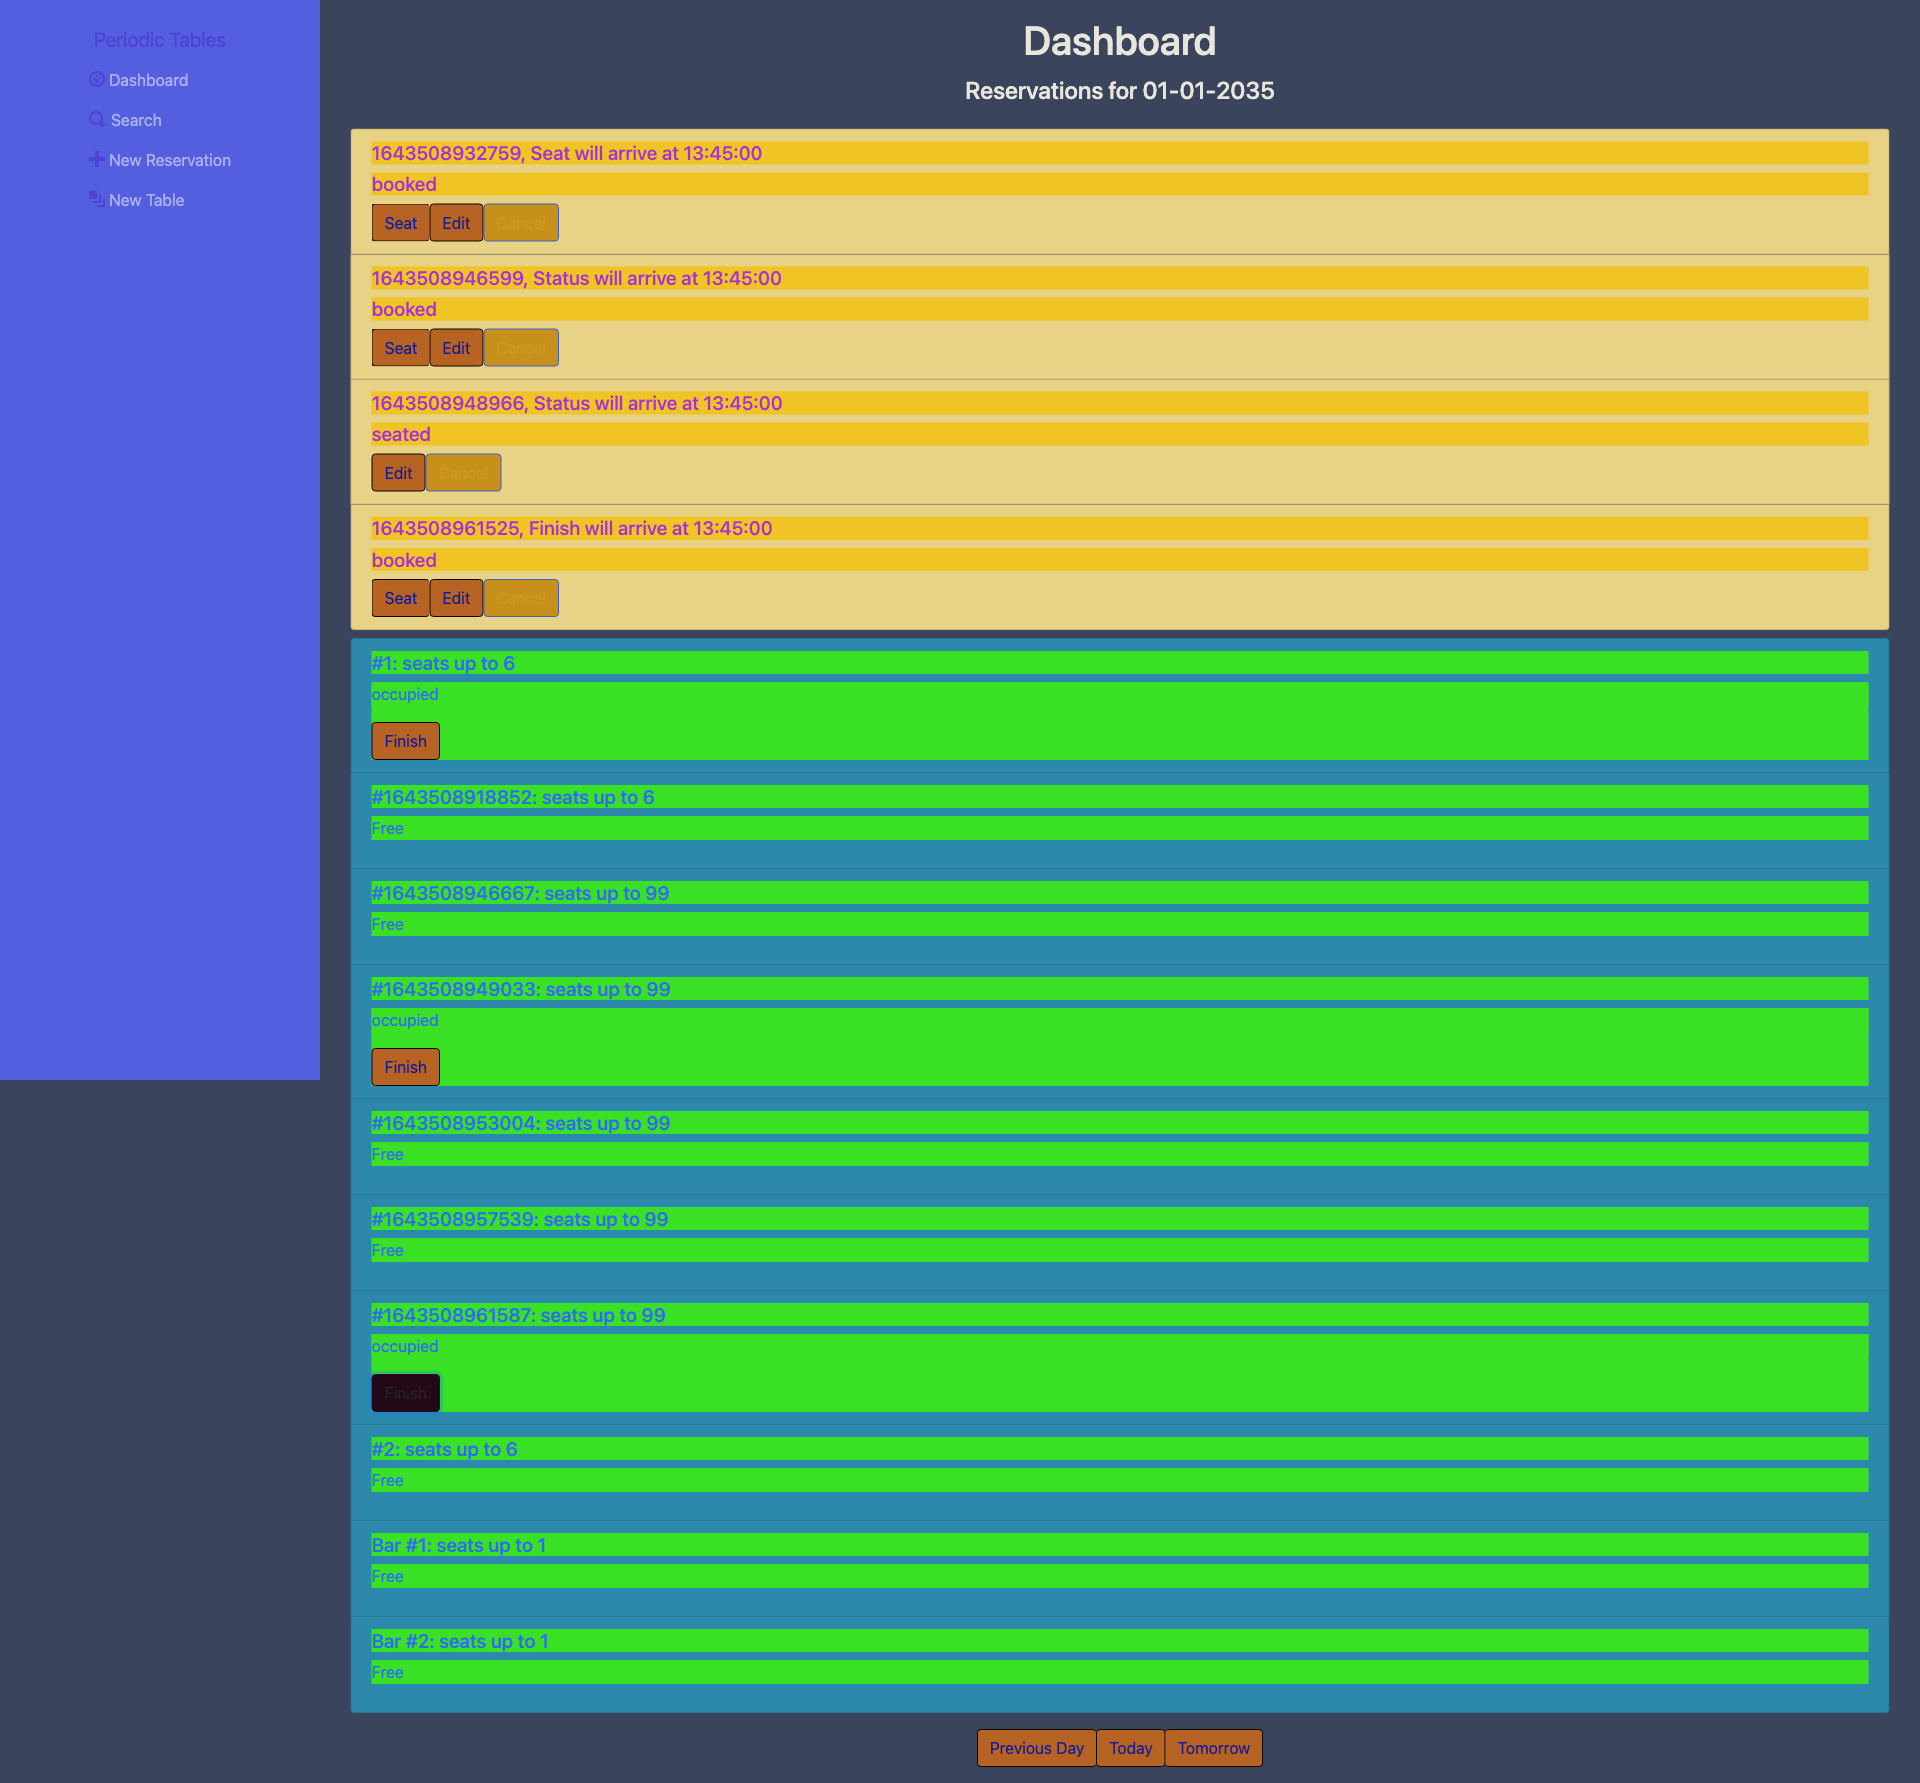 Periodic Tables
Dashboard
Search
New Reservation
New Table
Dashboard
Reservations for 01-01-2035
1643508932759, Seat will arrive at 13:45:00
booked
Seat Edit Cancel
1643508946599, Status will arrive at 13:45:00
booked
Seat Edit Cancel
1643508948966, Status will arrive at 13:45:00
seated
Edit Cancel
1643508961525, Finish will arrive at 13:45:00
booked
Seat Edit Cancel
#1: seats up to 6
occupied
Finish
#1643508918852: seats up to 6
Free
#1643508946667: seats up to 99
Free
#1643508949033: seats up to 99
occupied
Finish
#1643508953004: seats up to 99
Free
#1643508957539: seats up to 99
Free
#1643508961587: seats up to 99
occupied
Finish
#2: seats up to 6
Free
Bar #1: seats up to 1
Free
Bar #2: seats up to 1
Free
Previous Day Today Tomorrow